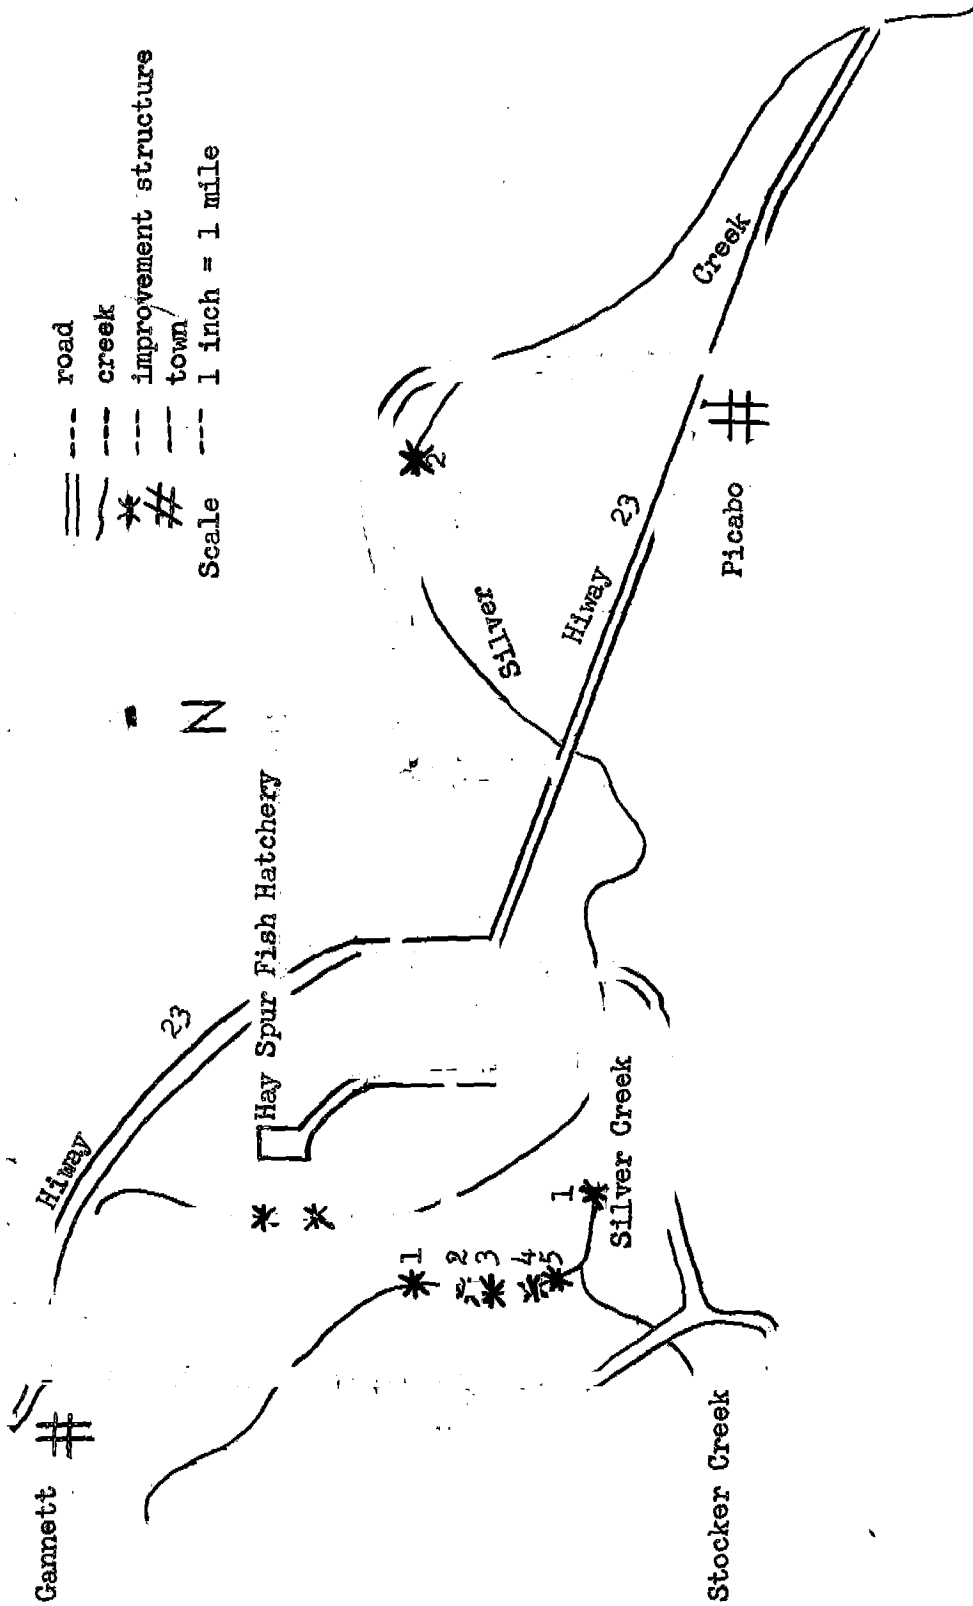 road
creek
improvement structure
town
Scale --- 1 inch = 1 mile
N
Gannett
Hiway 23
Hay Spur Fish Hatchery
1
2
3
4
5
1
Silver Creek
Stocker Creek
Silver Creek
2
Hiway 23
Picabo